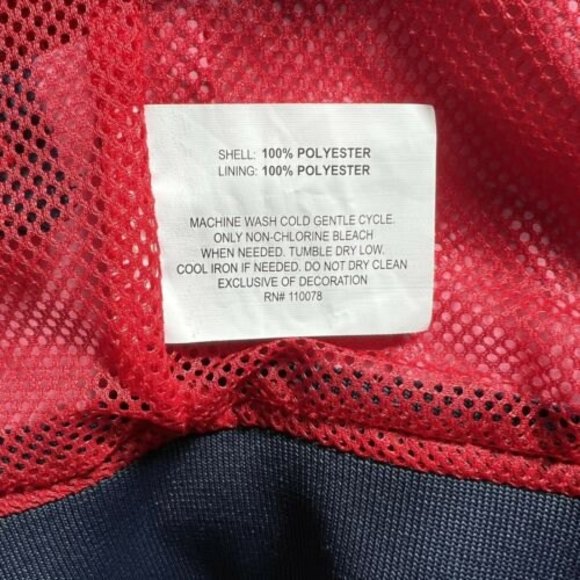 SHELL: 100% POLYESTER
LINING: 100% POLYESTER
MACHINE WASH COLD GENTLE CYCLE.
ONLY NON-CHLORINE BLEACH
WHEN NEEDED. TUMBLE DRY LOW.
COOL IRON IF NEEDED. DO NOT DRY CLEAN
EXCLUSIVE OF DECORATION
RN# 110078